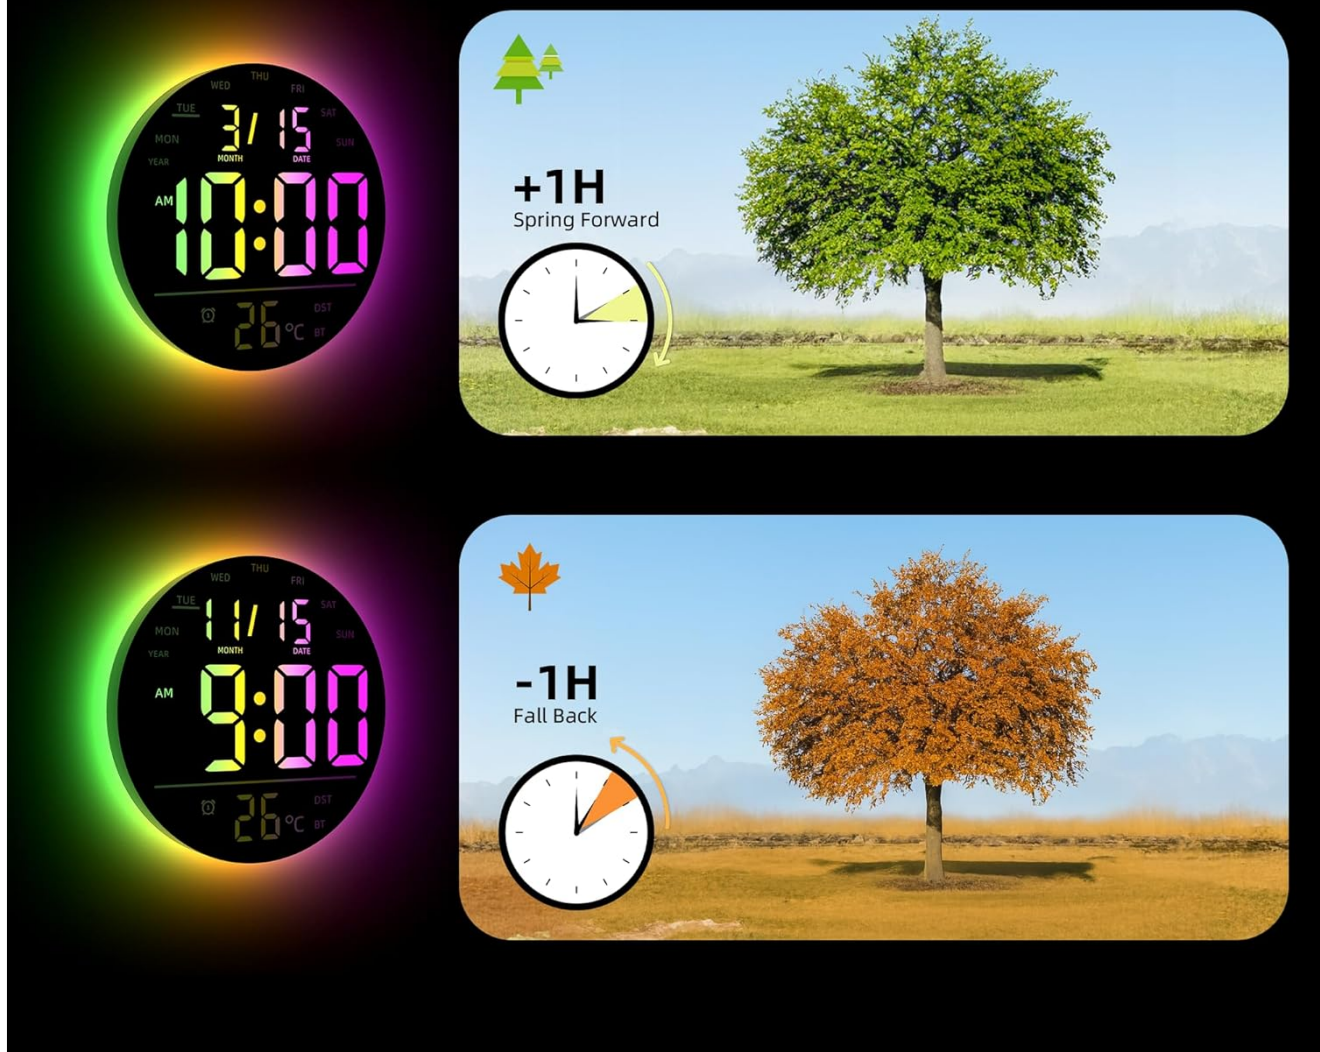 THU
WED FRI
TUE SAT
3/ 15
MON SUN
MONTH DATE
YEAR
AM 10:00
DST
26°C
BT
+1H
Spring Forward
THU
WED FRI
TUE SAT
11/ 15
MON SUN
MONTH DATE
YEAR
AM 9:00
DST
26°C
BT
-1H
Fall Back